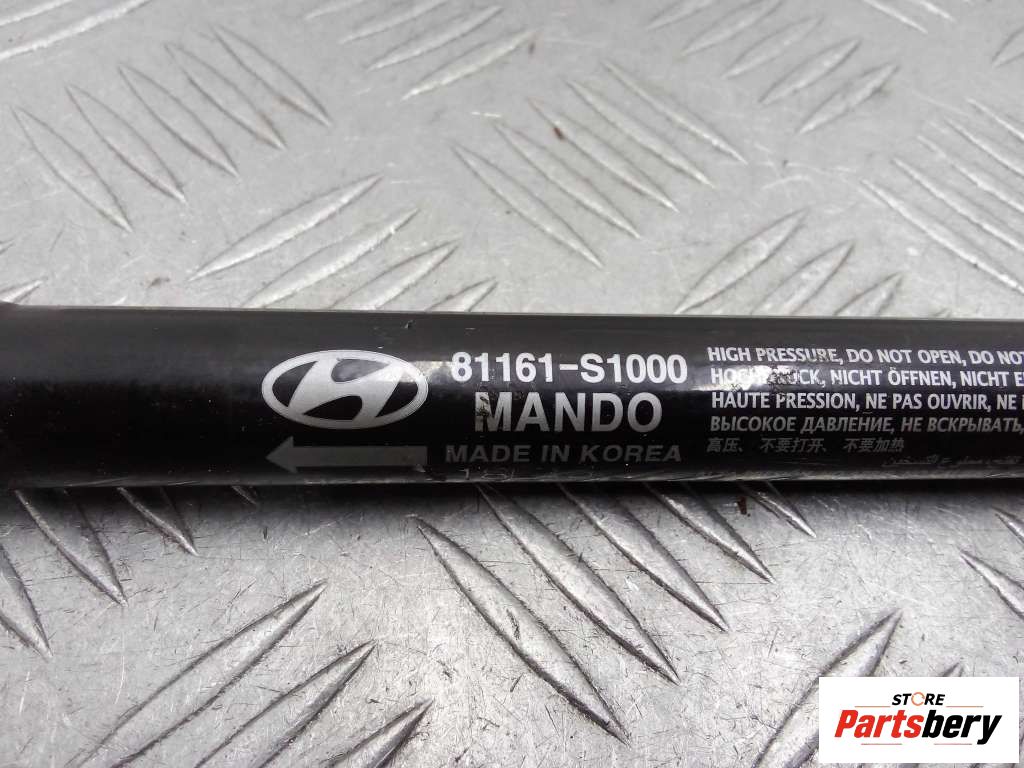 81161-S1000
MANDO
MADE IN KOREA
HIGH PRESSURE, DO NOT OPEN, DO NOT
HOCHDRUCK, NICHT ÖFFNEN, NICHT
HAUTE PRESSION, NE PAS OUVRIR, NE
ВЫСОКОЕ ДАВЛЕНИЕ, НЕ ВСКРЫВАТЬ,
高压、不要打开、不要加热
STORE
Partsbery